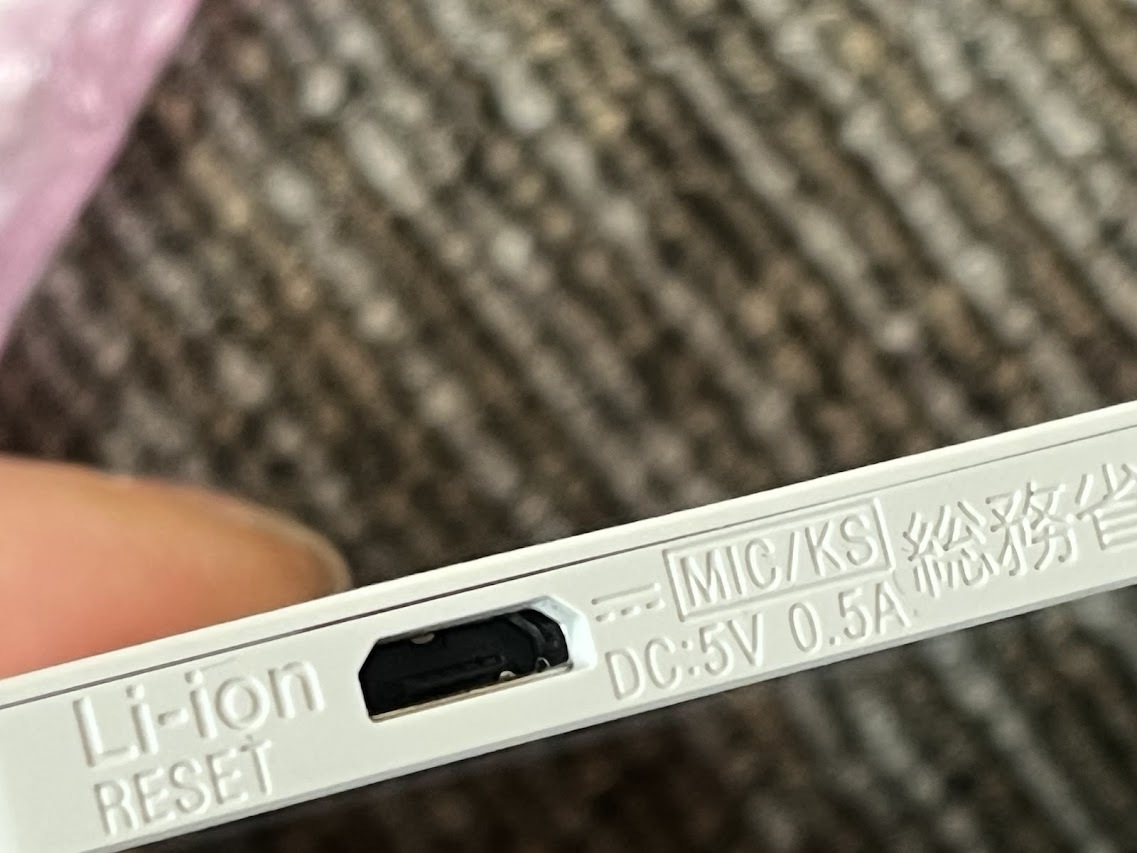 Li-ion
RESET
⎓ MIC/KS 総務省
DC:5V 0.5A